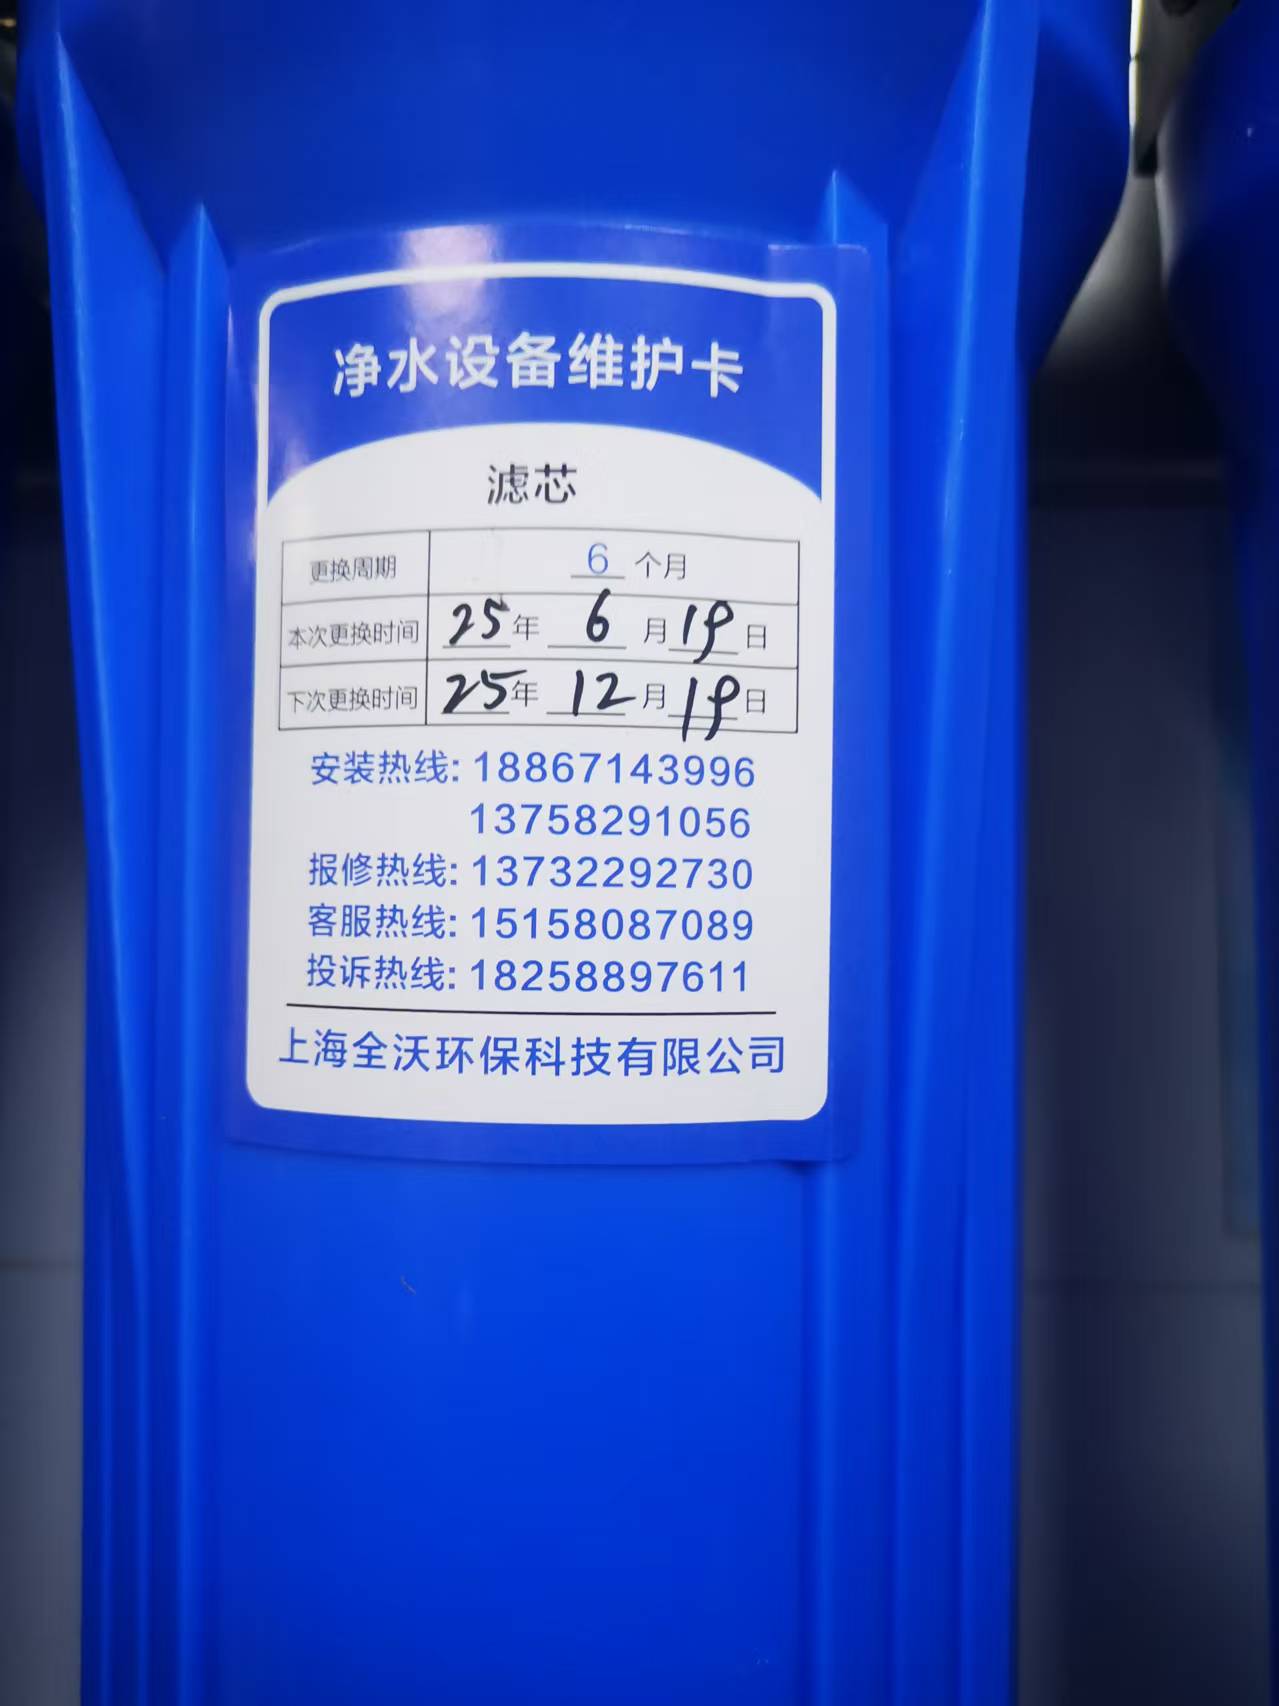 净水设备维护卡
滤芯
更换周期 6 个月
本次更换时间 25年 6 月 19 日
下次更换时间 25年 12 月 19 日
安装热线: 18867143996
13758291056
报修热线: 13732292730
客服热线: 15158087089
投诉热线: 18258897611
上海全沃环保科技有限公司